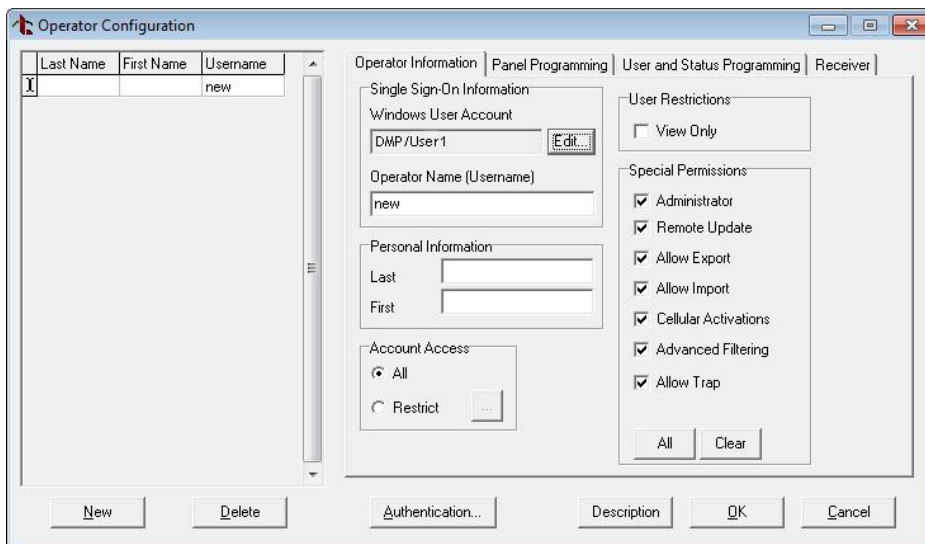 Operator Configuration
Last Name First Name Username
new
Operator Information Panel Programming User and Status Programming Receiver
Single Sign-On Information
Windows User Account
DMP/User1 Edit...
Operator Name (Username)
new
Personal Information
Last
First
Account Access
All
Restrict ...
User Restrictions
View Only
Special Permissions
Administrator
Remote Update
Allow Export
Allow Import
Cellular Activations
Advanced Filtering
Allow Trap
All Clear
New Delete Authentication... Description OK Cancel